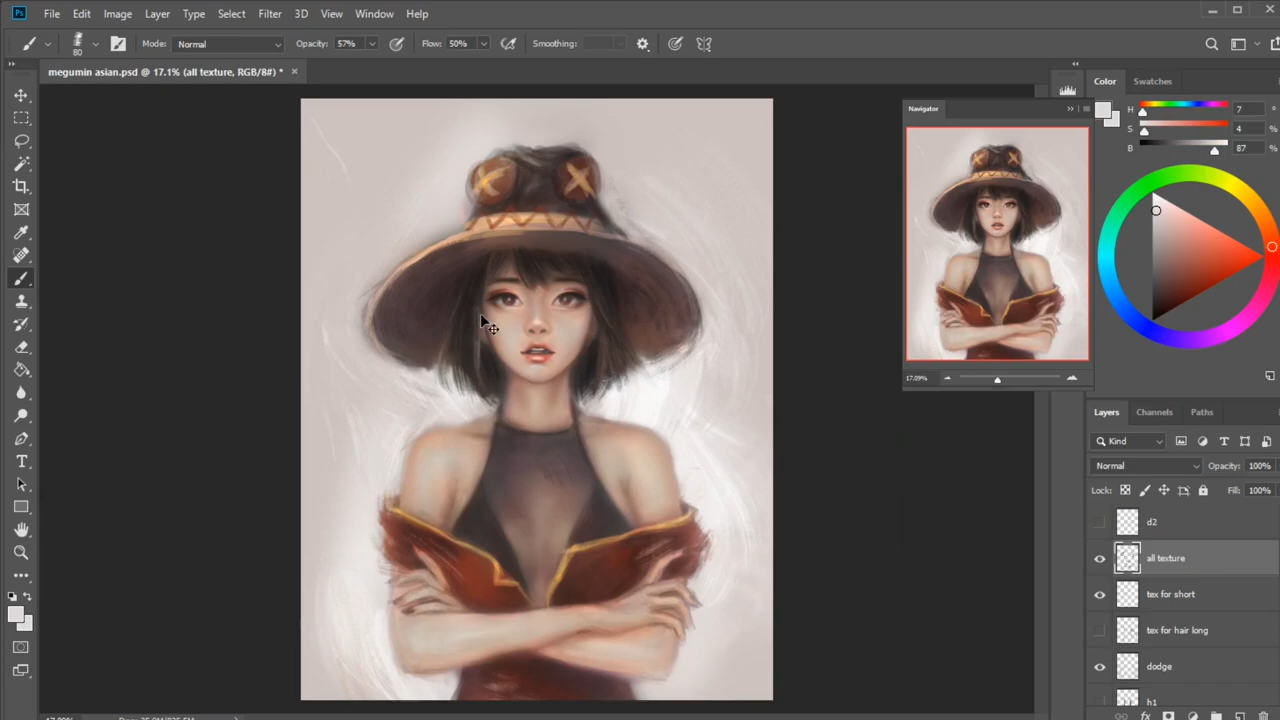 Ps File Edit Image Layer Type Select Filter 3D View Window Help
80 Mode: Normal Opacity: 57% Flow: 50% Smoothing:
megumin asian.psd @ 17.1% (all texture, RGB/8#) * ×
Color Swatches
H 7 °
S 4 %
B 87 %
Navigator
17.09%
Layers Channels Paths
Kind
Normal Opacity: 100%
Lock: Fill: 100%
d2
all texture
tex for short
tex for hair long
dodge
h1
fx